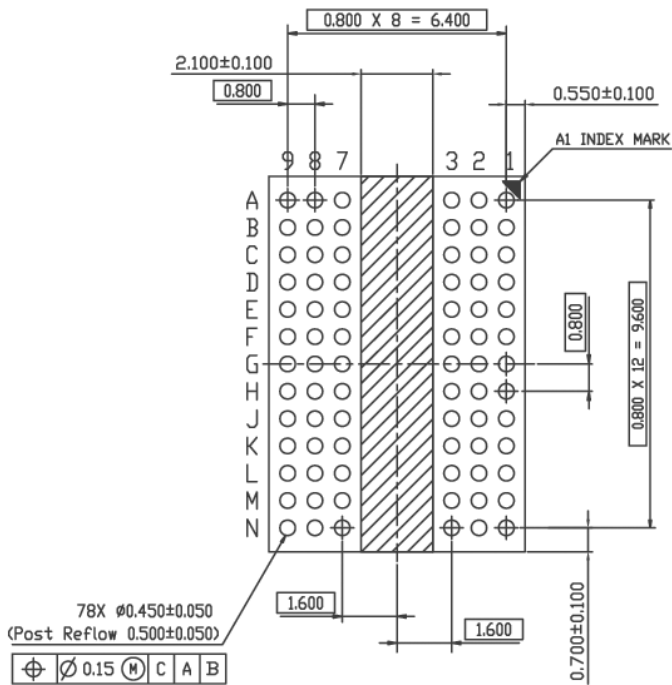 0.800 X 8 = 6.400
2.100±0.100
0.800
0.550±0.100
A1 INDEX MARK
9 8 7 3 2 1
A
B
C
D
E
F
G
H
J
K
L
M
N
0.800
0.800 X 12 = 9.600
1.600
1.600
0.700±0.100
78X ⌀0.450±0.050
(Post Reflow 0.500±0.050)
⌖ ⌀ 0.15 Ⓜ C A B